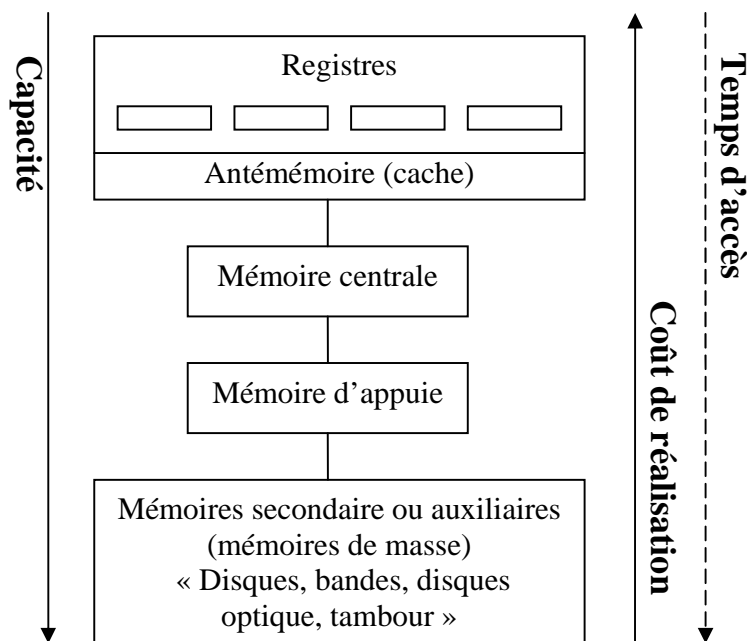 Capacité
Registres
Antémémoire (cache)
Mémoire centrale
Mémoire d’appuie
Mémoires secondaire ou auxiliaires
(mémoires de masse)
« Disques, bandes, disques
optique, tambour »
Coût de réalisation
Temps d’accès